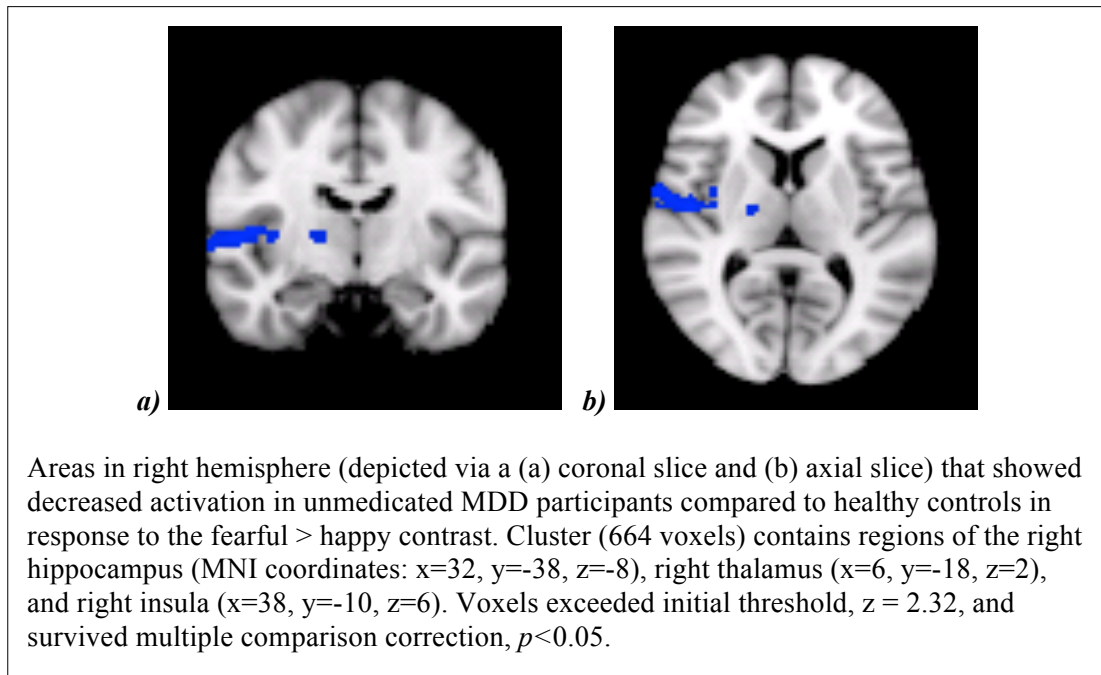 a) b)
Areas in right hemisphere (depicted via a (a) coronal slice and (b) axial slice) that showed
decreased activation in unmedicated MDD participants compared to healthy controls in
response to the fearful > happy contrast. Cluster (664 voxels) contains regions of the right
hippocampus (MNI coordinates: x=32, y=-38, z=-8), right thalamus (x=6, y=-18, z=2),
and right insula (x=38, y=-10, z=6). Voxels exceeded initial threshold, z = 2.32, and
survived multiple comparison correction, p<0.05.